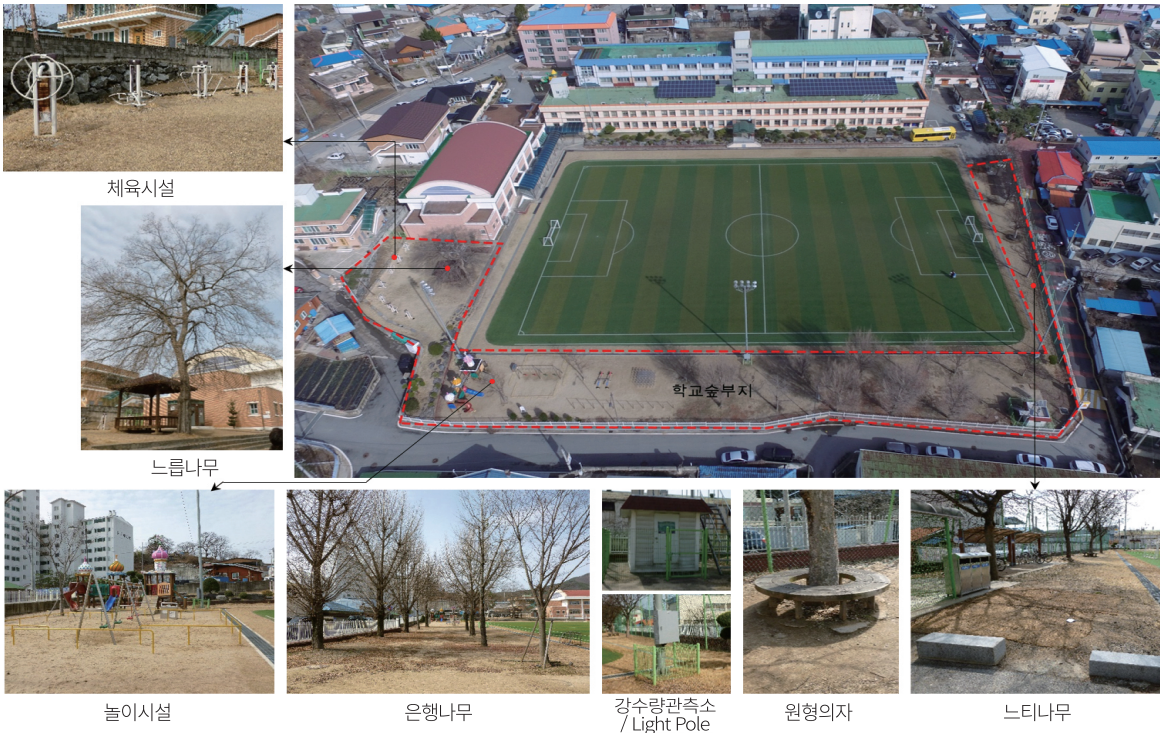 체육시설
느릅나무
학교숲부지
놀이시설
은행나무
강수량관측소
/ Light Pole
원형의자
느티나무